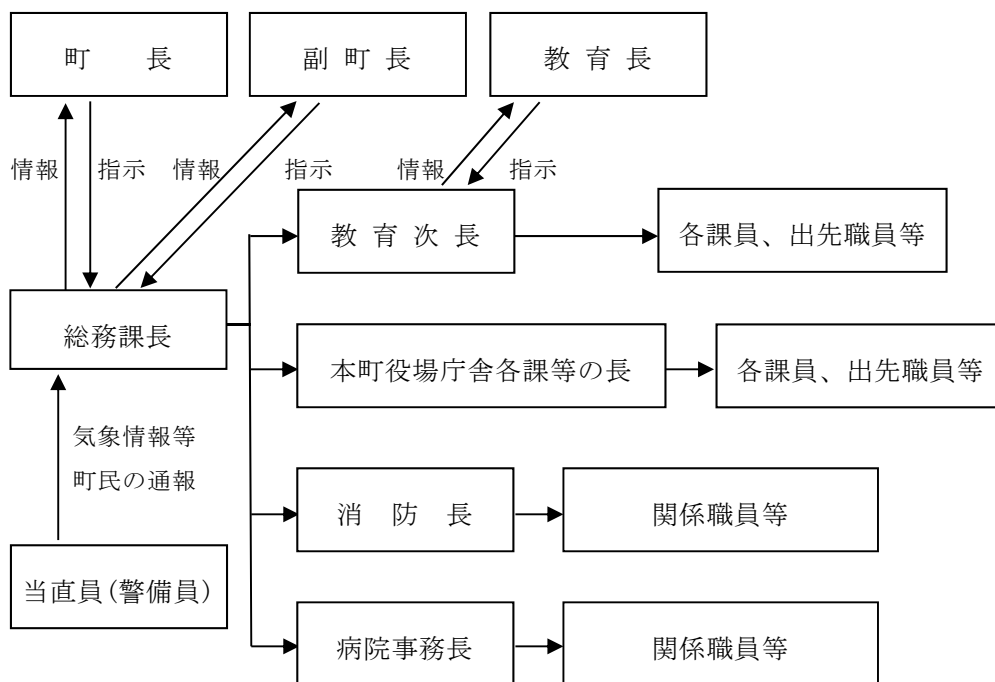 町　　長
副 町 長
教 育 長
情報
指示
情報
指示
情報
指示
教 育 次 長
各課員、出先職員等
総務課長
本町役場庁舎各課等の長
各課員、出先職員等
気象情報等
町民の通報
消　防　長
関係職員等
当直員(警備員)
病院事務長
関係職員等